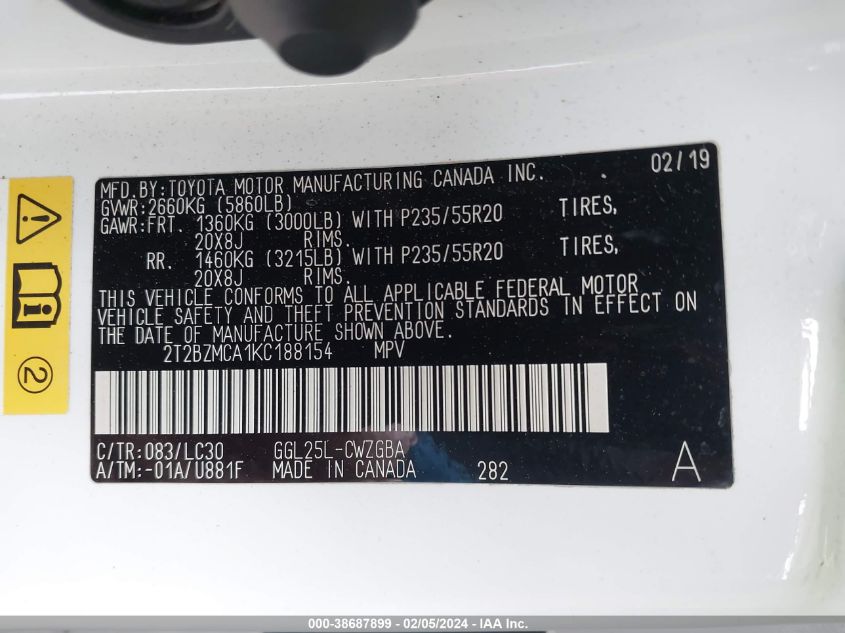 02/19
MFD.BY:TOYOTA MOTOR MANUFACTURING CANADA INC.
GVWR:2660KG (5860LB)
GAWR:FRT. 1360KG (3000LB) WITH P235/55R20 TIRES,
20X8J RIMS.
RR. 1460KG (3215LB) WITH P235/55R20 TIRES,
20X8J RIMS.
THIS VEHICLE CONFORMS TO ALL APPLICABLE FEDERAL MOTOR
VEHICLE SAFETY AND THEFT PREVENTION STANDARDS IN EFFECT ON
THE DATE OF MANUFACTURE SHOWN ABOVE.
2T2BZMCA1KC188154 MPV
C/TR:083/LC30 GGL25L-CWZGBA
A/TM:-01A/U881F MADE IN CANADA 282 A
2
000-38687899 - 02/05/2024 - IAA Inc.